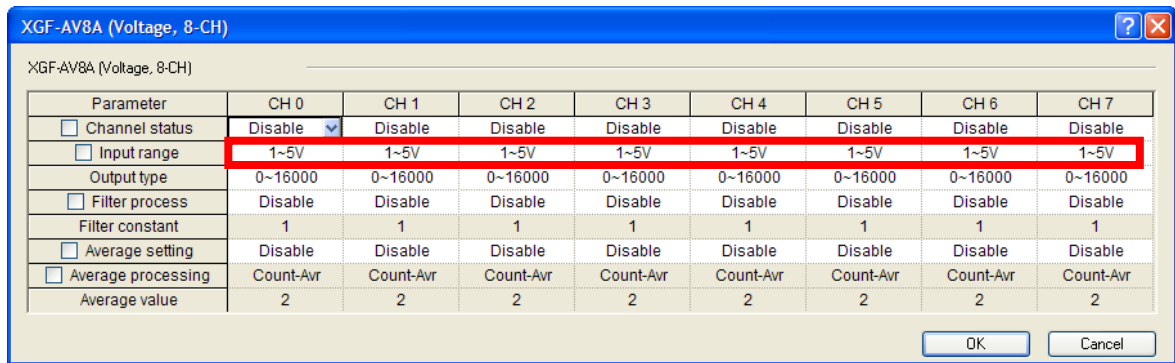 XGF-AV8A (Voltage, 8-CH)
XGF-AV8A (Voltage, 8-CH)
Parameter CH 0 CH 1 CH 2 CH 3 CH 4 CH 5 CH 6 CH 7
Channel status Disable Disable Disable Disable Disable Disable Disable Disable
Input range 1~5V 1~5V 1~5V 1~5V 1~5V 1~5V 1~5V 1~5V
Output type 0~16000 0~16000 0~16000 0~16000 0~16000 0~16000 0~16000 0~16000
Filter process Disable Disable Disable Disable Disable Disable Disable Disable
Filter constant 1 1 1 1 1 1 1 1
Average setting Disable Disable Disable Disable Disable Disable Disable Disable
Average processing Count-Avr Count-Avr Count-Avr Count-Avr Count-Avr Count-Avr Count-Avr Count-Avr
Average value 2 2 2 2 2 2 2 2
OK Cancel